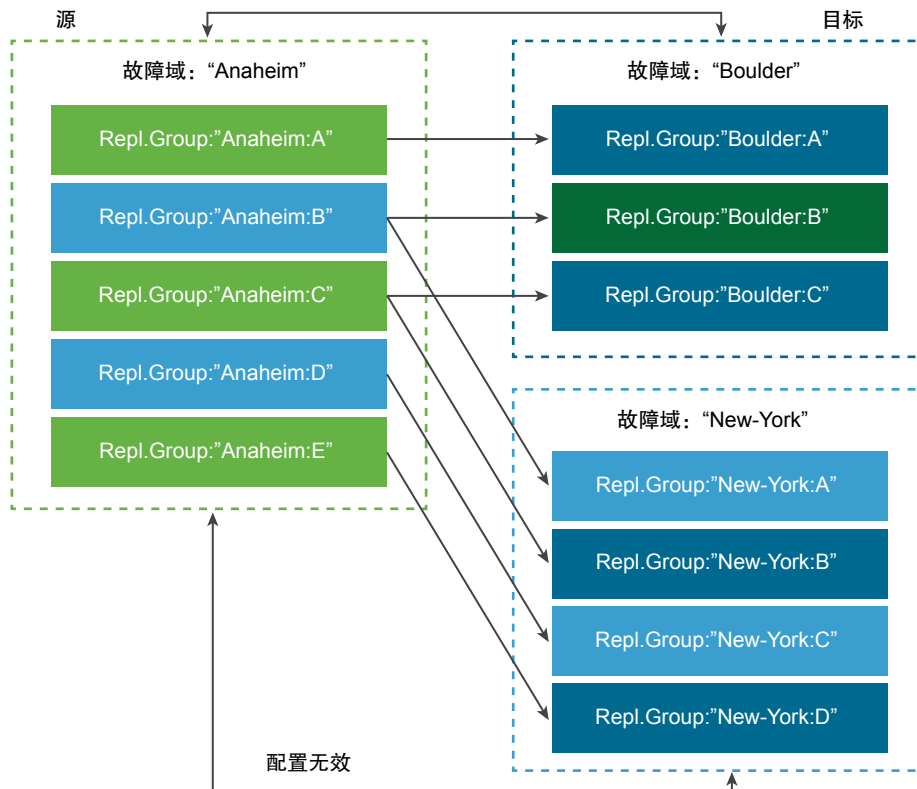 源
目标
故障域：“Anaheim”
Repl.Group:”Anaheim:A”
Repl.Group:”Anaheim:B”
Repl.Group:”Anaheim:C”
Repl.Group:”Anaheim:D”
Repl.Group:”Anaheim:E”
故障域：“Boulder”
Repl.Group:”Boulder:A”
Repl.Group:”Boulder:B”
Repl.Group:”Boulder:C”
故障域：“New-York”
Repl.Group:”New-York:A”
Repl.Group:”New-York:B”
Repl.Group:”New-York:C”
Repl.Group:”New-York:D”
配置无效